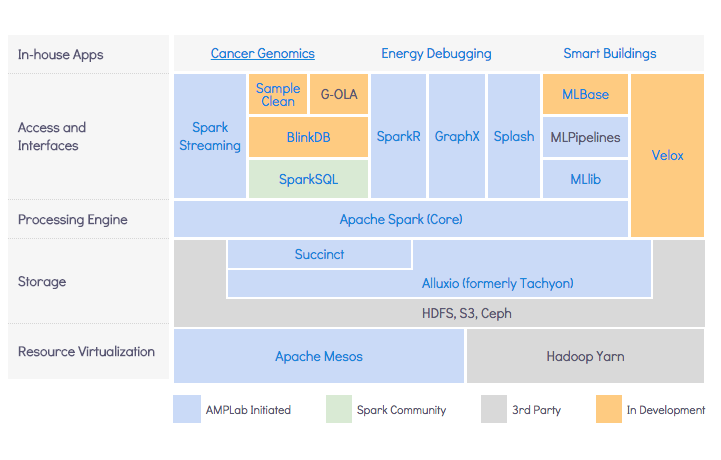 In-house Apps
Cancer Genomics
Energy Debugging
Smart Buildings
Access and
Interfaces
Spark
Streaming
Sample
Clean
G-OLA
BlinkDB
SparkSQL
SparkR
GraphX
Splash
MLBase
MLPipelines
MLlib
Velox
Processing Engine
Apache Spark (Core)
Storage
Succinct
Alluxio (formerly Tachyon)
HDFS, S3, Ceph
Resource Virtualization
Apache Mesos
Hadoop Yarn
AMPLab Initiated
Spark Community
3rd Party
In Development